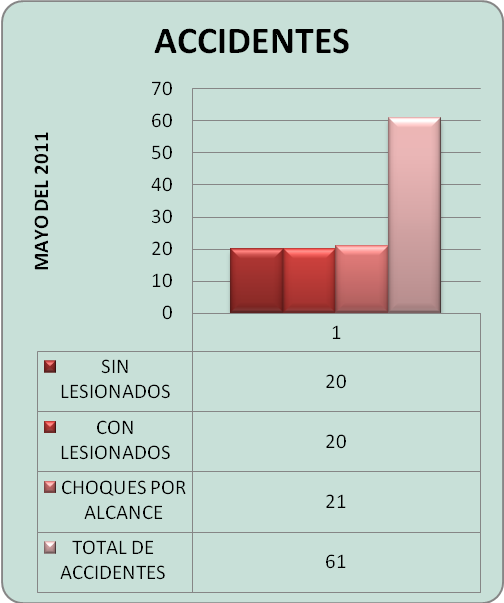 ACCIDENTES
MAYO DEL 2011
70
60
50
40
30
20
10
0
1
SIN
LESIONADOS
20
CON
LESIONADOS
20
CHOQUES POR
ALCANCE
21
TOTAL DE
ACCIDENTES
61